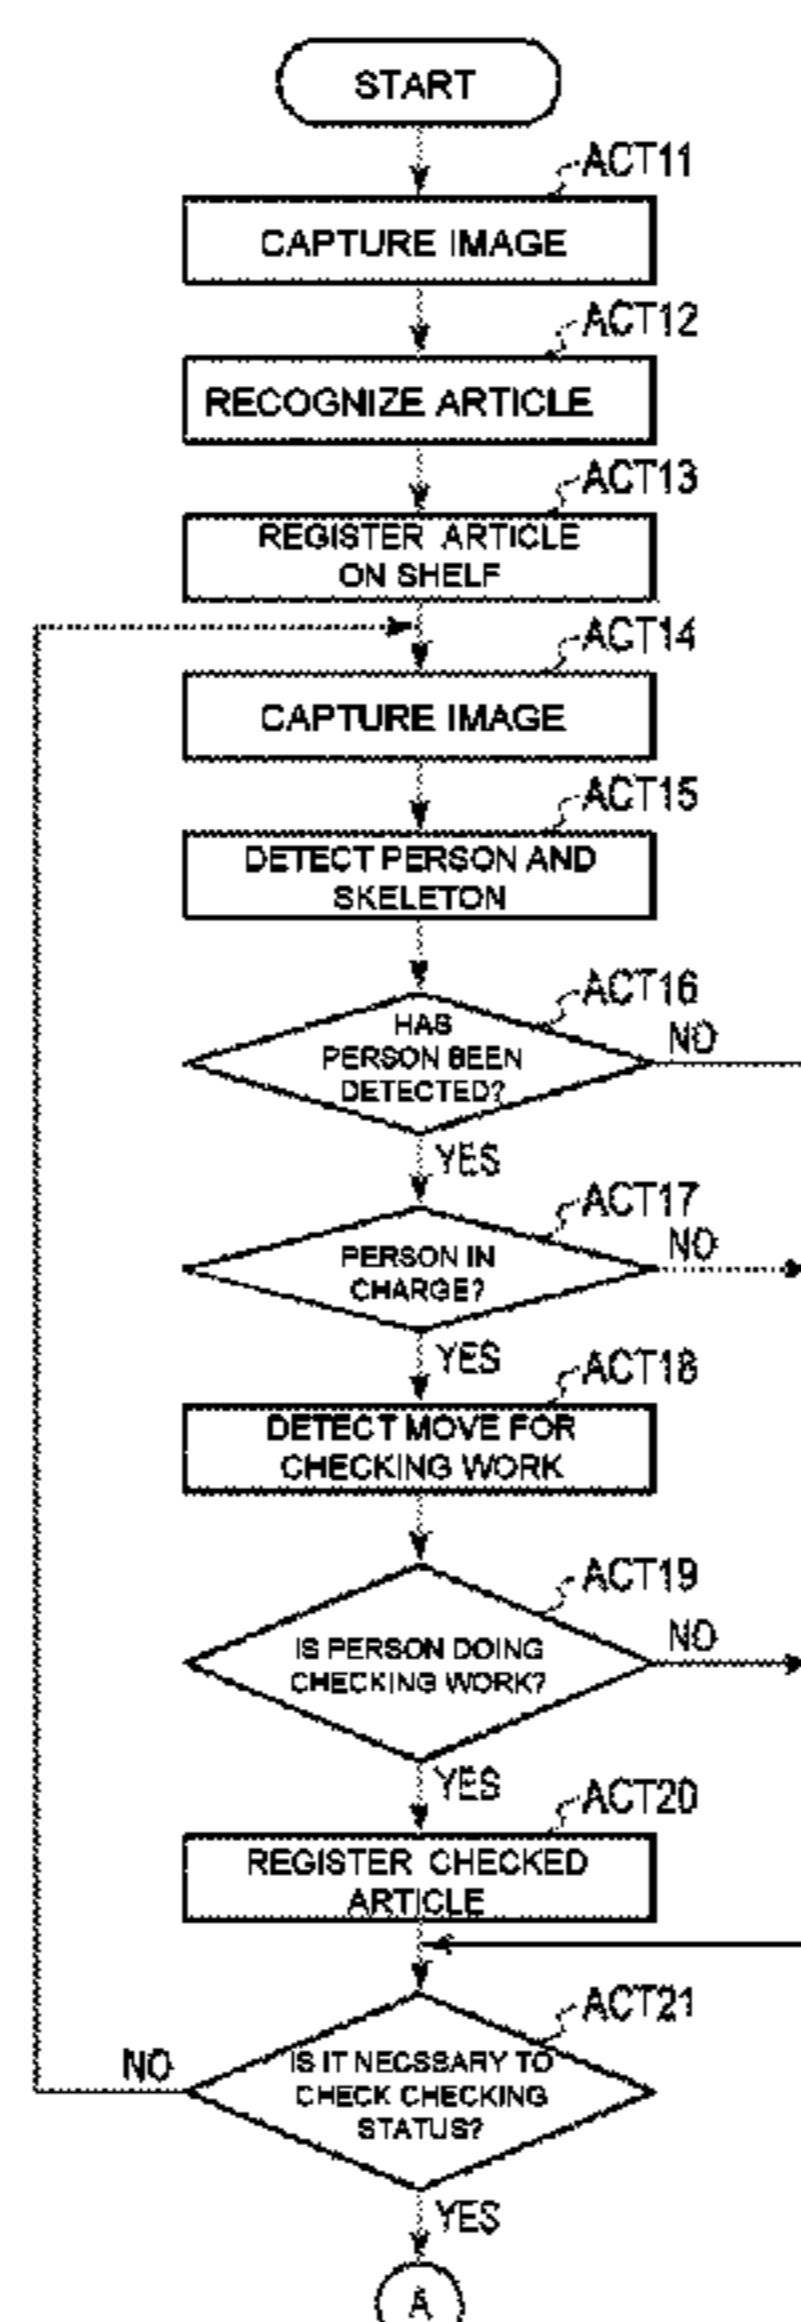 START
ACT11
CAPTURE IMAGE
ACT12
RECOGNIZE ARTICLE
ACT13
REGISTER ARTICLE
ON SHELF
ACT14
CAPTURE IMAGE
ACT15
DETECT PERSON AND
SKELETON
ACT16
HAS
PERSON BEEN
DETECTED?
NO
YES
ACT17
PERSON IN
CHARGE?
NO
YES
ACT18
DETECT MOVE FOR
CHECKING WORK
ACT19
IS PERSON DOING
CHECKING WORK?
NO
YES
ACT20
REGISTER CHECKED
ARTICLE
ACT21
IS IT NECSSARY TO
CHECK CHECKING
STATUS?
NO
YES
A